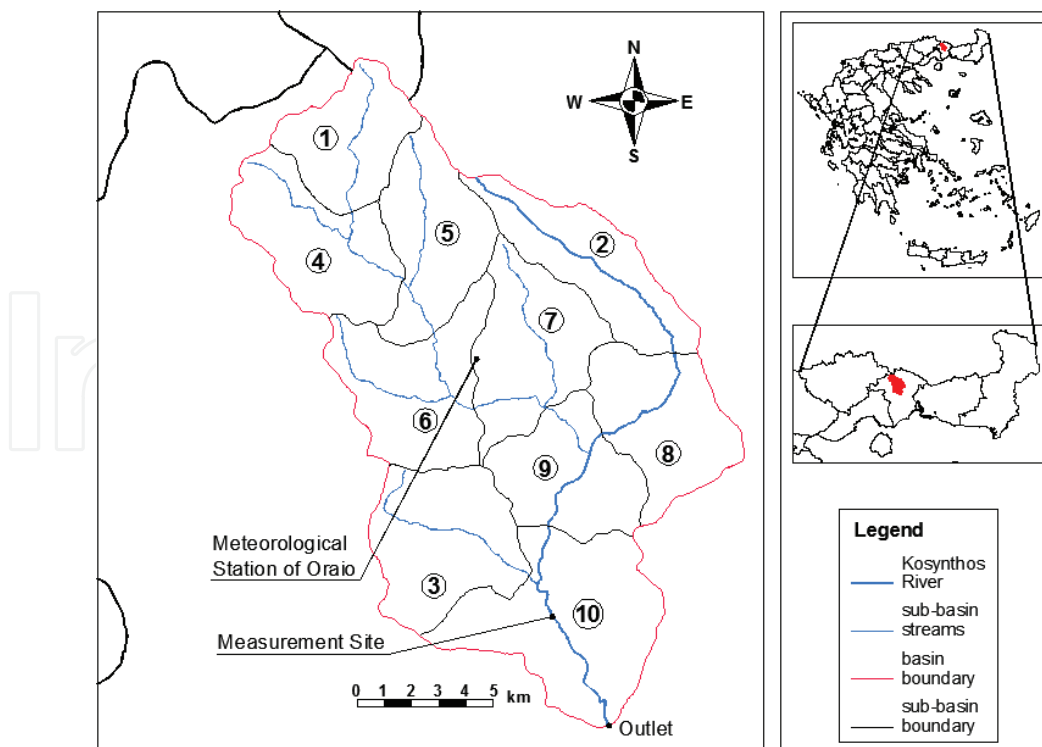 N
W
E
S
1
2
5
4
7
6
8
9
Meteorological
Station of Oraio
3
10
Measurement Site
0 1 2 3 4 5
km
Outlet
Legend
Kosynthos
River
sub-basin
streams
basin
boundary
sub-basin
boundary